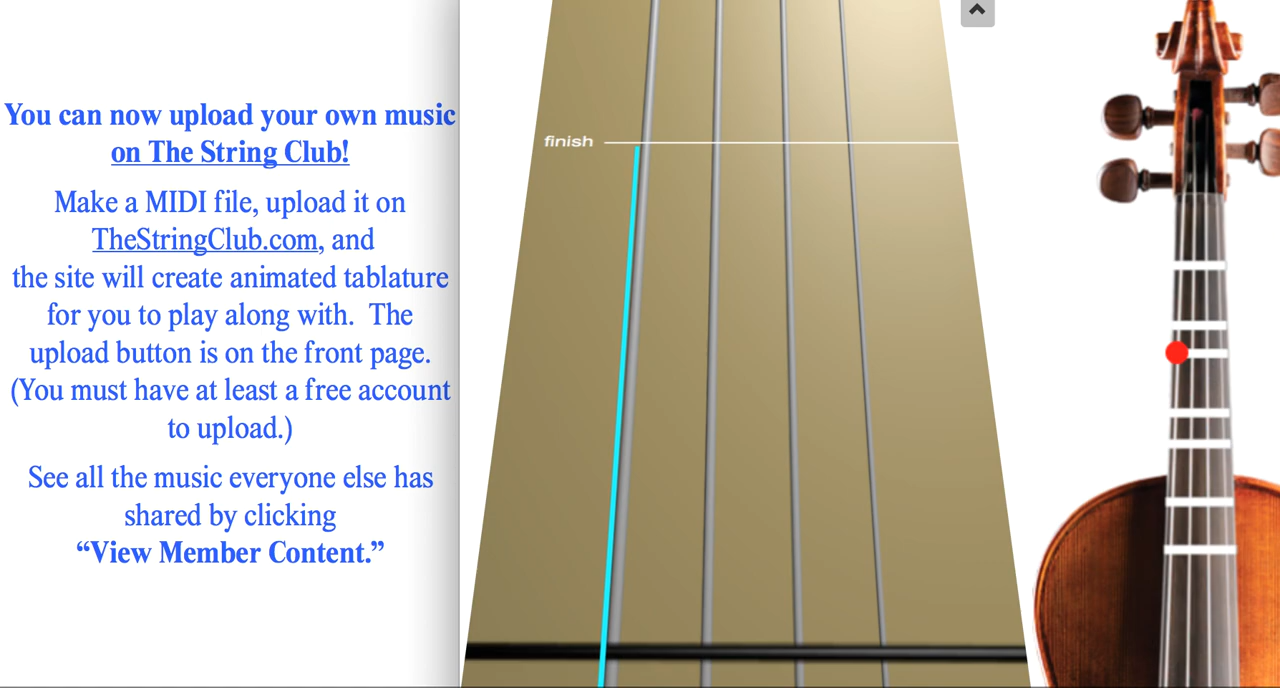 You can now upload your own music
on The String Club!
Make a MIDI file, upload it on
TheStringClub.com, and
the site will create animated tablature
for you to play along with.  The
upload button is on the front page.
(You must have at least a free account
to upload.)
See all the music everyone else has
shared by clicking
“View Member Content.”
finish